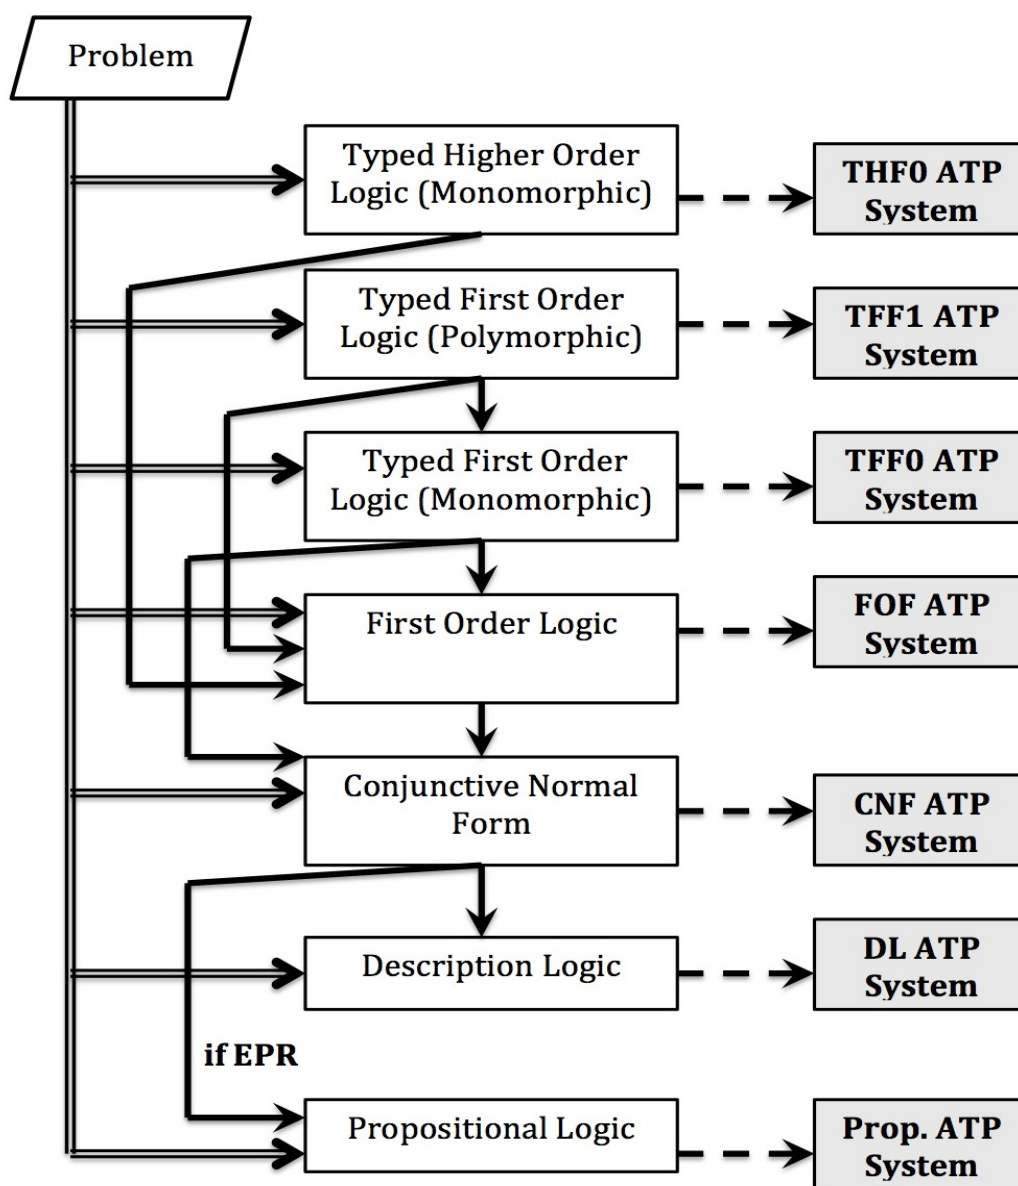 Problem
Typed Higher Order
Logic (Monomorphic)
THF0 ATP
System
Typed First Order
Logic (Polymorphic)
TFF1 ATP
System
Typed First Order
Logic (Monomorphic)
TFF0 ATP
System
First Order Logic
FOF ATP
System
Conjunctive Normal
Form
CNF ATP
System
Description Logic
DL ATP
System
if EPR
Propositional Logic
Prop. ATP
System